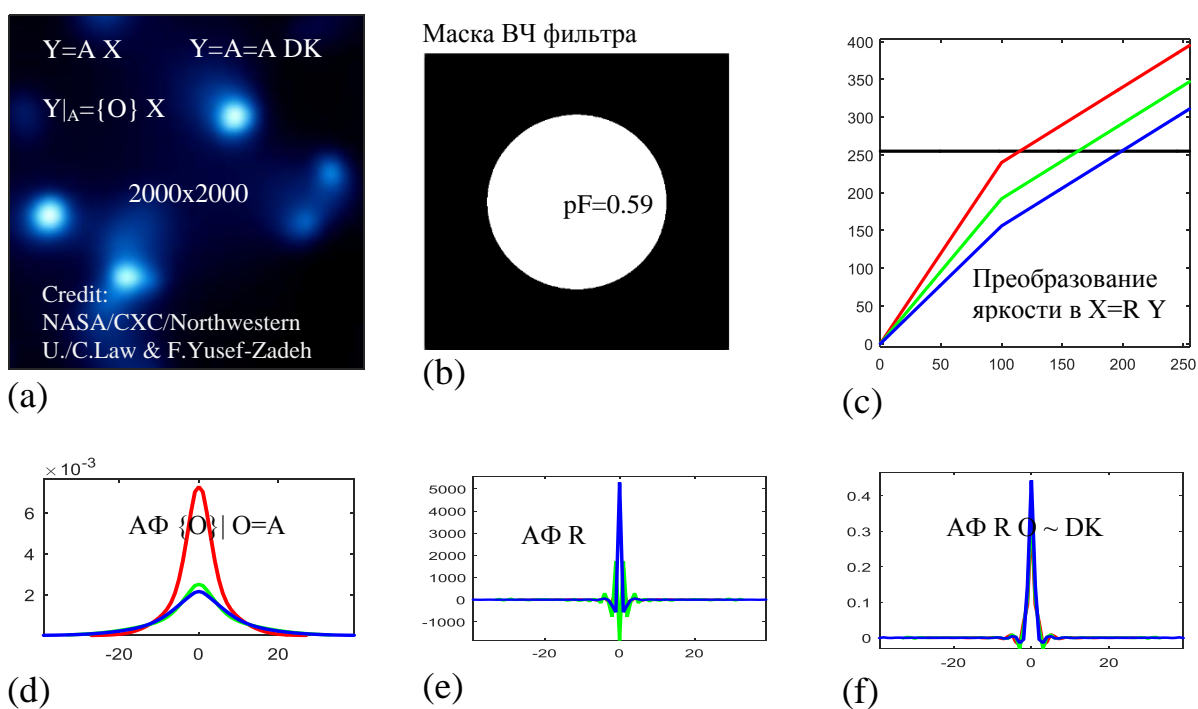 Y=A X
Y=A=A DK
Y|A={O} X
2000x2000
Credit:
NASA/CXC/Northwestern
U./C.Law & F.Yusef-Zadeh
(a)
Маска ВЧ фильтра
pF=0.59
(b)
400
350
300
250
200
150
100
50
0
Преобразование
яркости в X=R Y
0 50 100 150 200 250
(c)
×10⁻³
6
4
2
АФ {O}| O=A
-20 0 20
(d)
5000
4000
3000
2000
1000
0
-1000
АФ R
-20 0 20
(e)
0.4
0.3
0.2
0.1
0
АФ R O ~ DK
-20 0 20
(f)